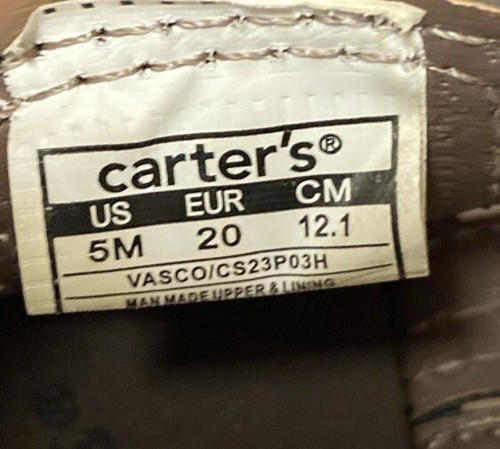 carter's®
US EUR CM
5M 20 12.1
VASCO/CS23P03H
MAN MADE UPPER & LINING